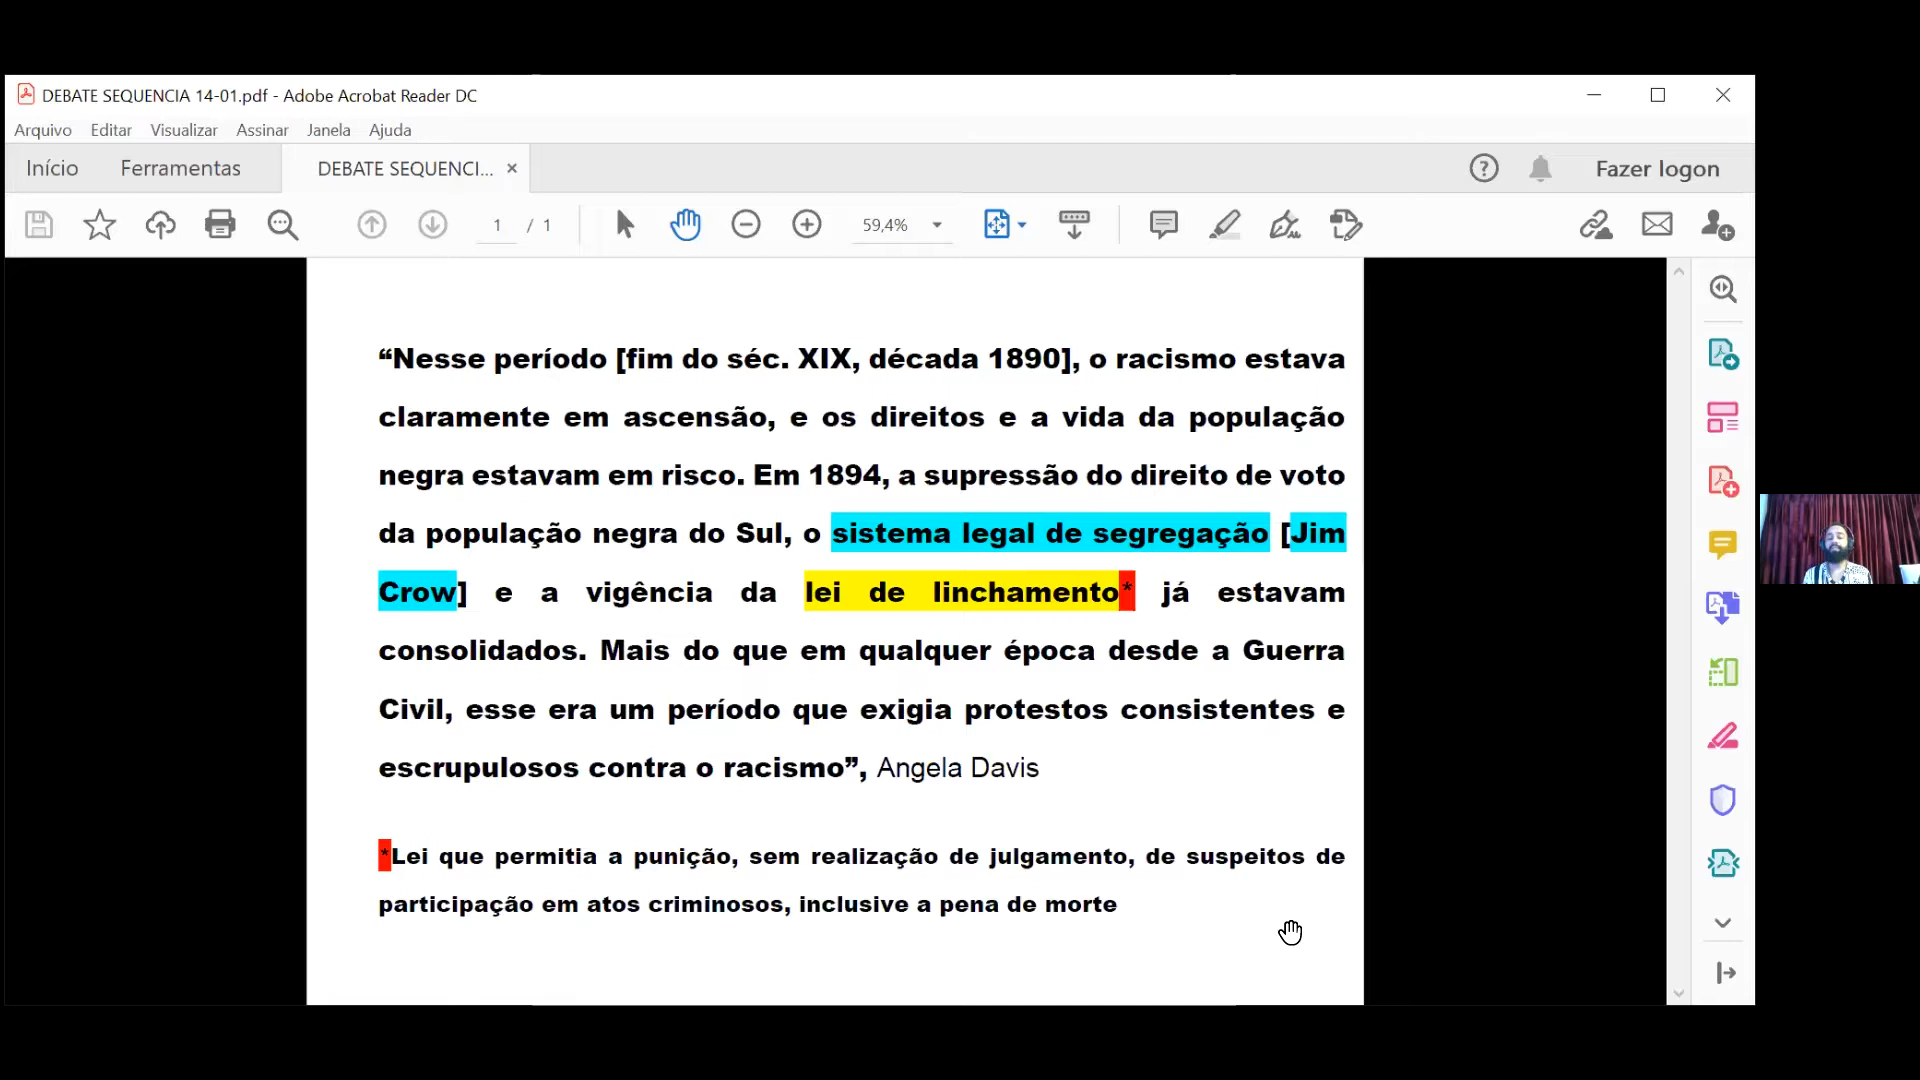 DEBATE SEQUENCIA 14-01.pdf - Adobe Acrobat Reader DC
Arquivo Editar Visualizar Assinar Janela Ajuda
Início Ferramentas DEBATE SEQUENCI... × Fazer logon
1 / 1 59,4%
“Nesse período [fim do séc. XIX, década 1890], o racismo estava
claramente em ascensão, e os direitos e a vida da população
negra estavam em risco. Em 1894, a supressão do direito de voto
da população negra do Sul, o sistema legal de segregação [Jim
Crow] e a vigência da lei de linchamento* já estavam
consolidados. Mais do que em qualquer época desde a Guerra
Civil, esse era um período que exigia protestos consistentes e
escrupulosos contra o racismo”, Angela Davis
*Lei que permitia a punição, sem realização de julgamento, de suspeitos de
participação em atos criminosos, inclusive a pena de morte